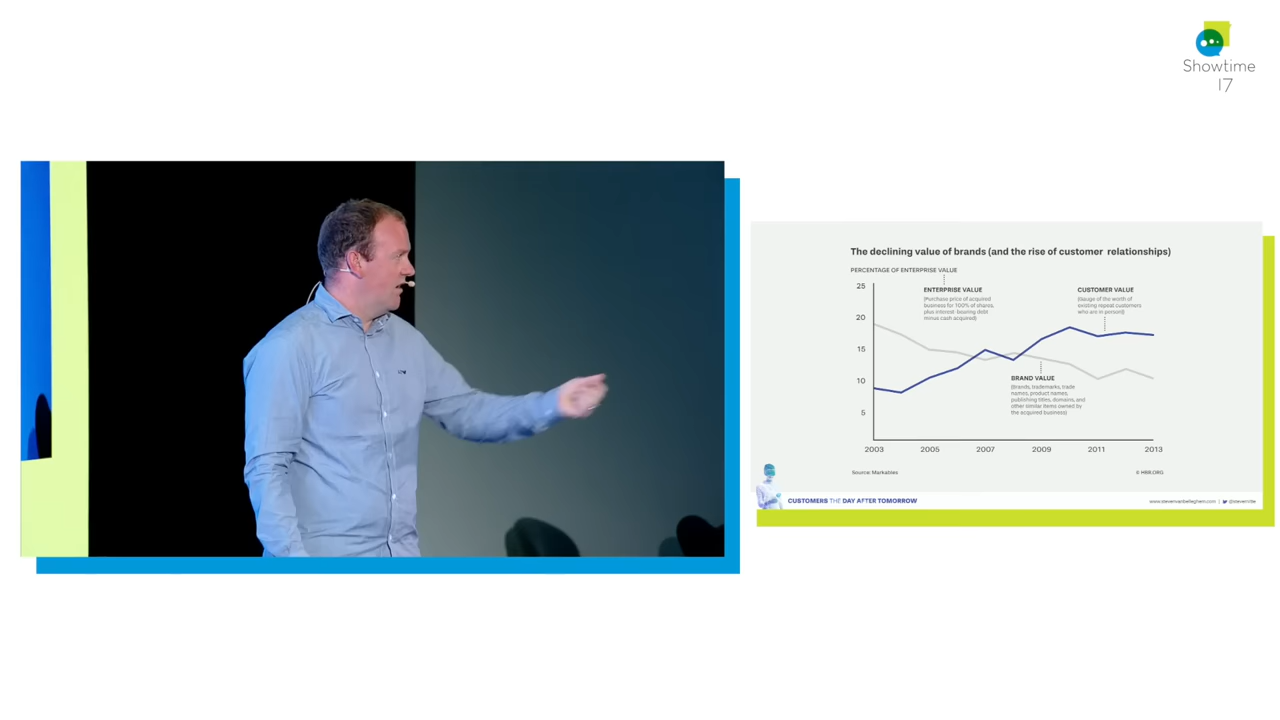 Showtime
17
The declining value of brands (and the rise of customer relationships)
PERCENTAGE OF ENTERPRISE VALUE
25
20
15
10
5
ENTERPRISE VALUE
(Purchase price of acquired
business for 100% of shares,
plus interest-bearing debt
minus cash acquired)
CUSTOMER VALUE
(Gauge of the worth of
existing repeat customers
who are in person)
BRAND VALUE
(Brands, trademarks, trade
names, product names,
publishing titles, domains, and
other similar items owned by
the acquired business)
2003 2005 2007 2009 2011 2013
Source: Markables
© HBR.ORG
CUSTOMERS THE DAY AFTER TOMORROW
www.stevenvanbelleghem.com |